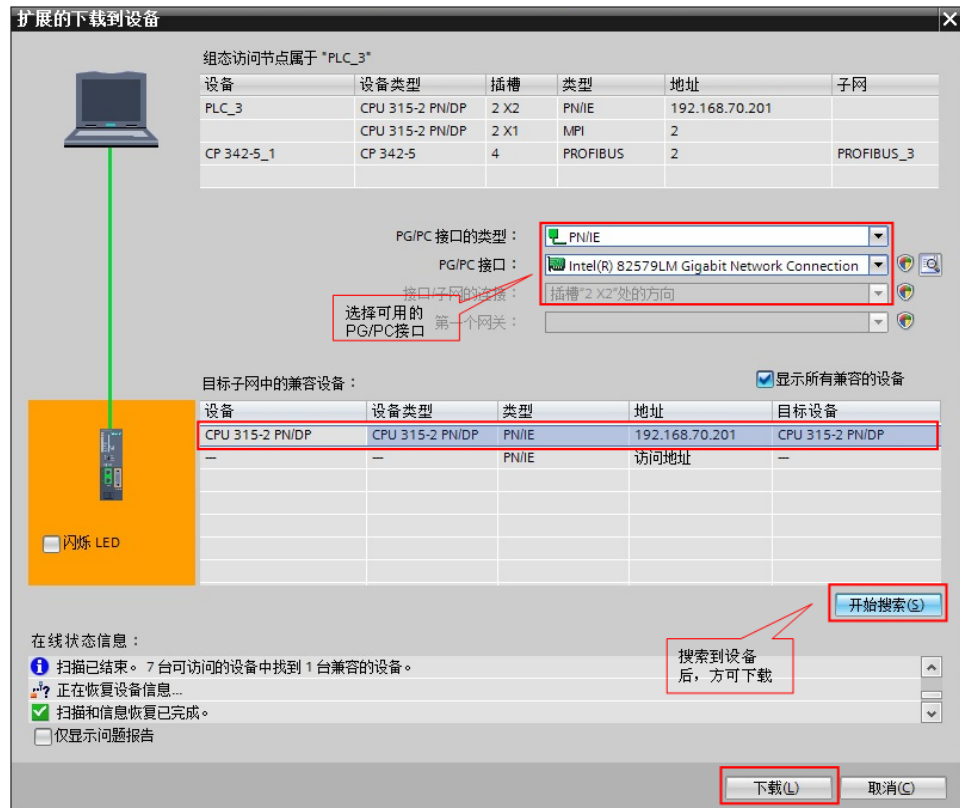 扩展的下载到设备
组态访问节点属于 "PLC_3"
设备 设备类型 插槽 类型 地址 子网
PLC_3 CPU 315-2 PN/DP 2 X2 PN/IE 192.168.70.201
CPU 315-2 PN/DP 2 X1 MPI 2
CP 342-5_1 CP 342-5 4 PROFIBUS 2 PROFIBUS_3
PG/PC 接口的类型： PN/IE
PG/PC 接口： Intel(R) 82579LM Gigabit Network Connection
接口/子网的连接： 插槽"2 X2"处的方向
第一个网关：
选择可用的
PG/PC接口
目标子网中的兼容设备： 显示所有兼容的设备
设备 设备类型 类型 地址 目标设备
CPU 315-2 PN/DP CPU 315-2 PN/DP PN/IE 192.168.70.201 CPU 315-2 PN/DP
— — PN/IE 访问地址 —
闪烁 LED
开始搜索(S)
搜索到设备
后，方可下载
在线状态信息：
扫描已结束。 7 台可访问的设备中找到 1 台兼容的设备。
正在恢复设备信息...
扫描和信息恢复已完成。
仅显示问题报告
下载(L) 取消(C)